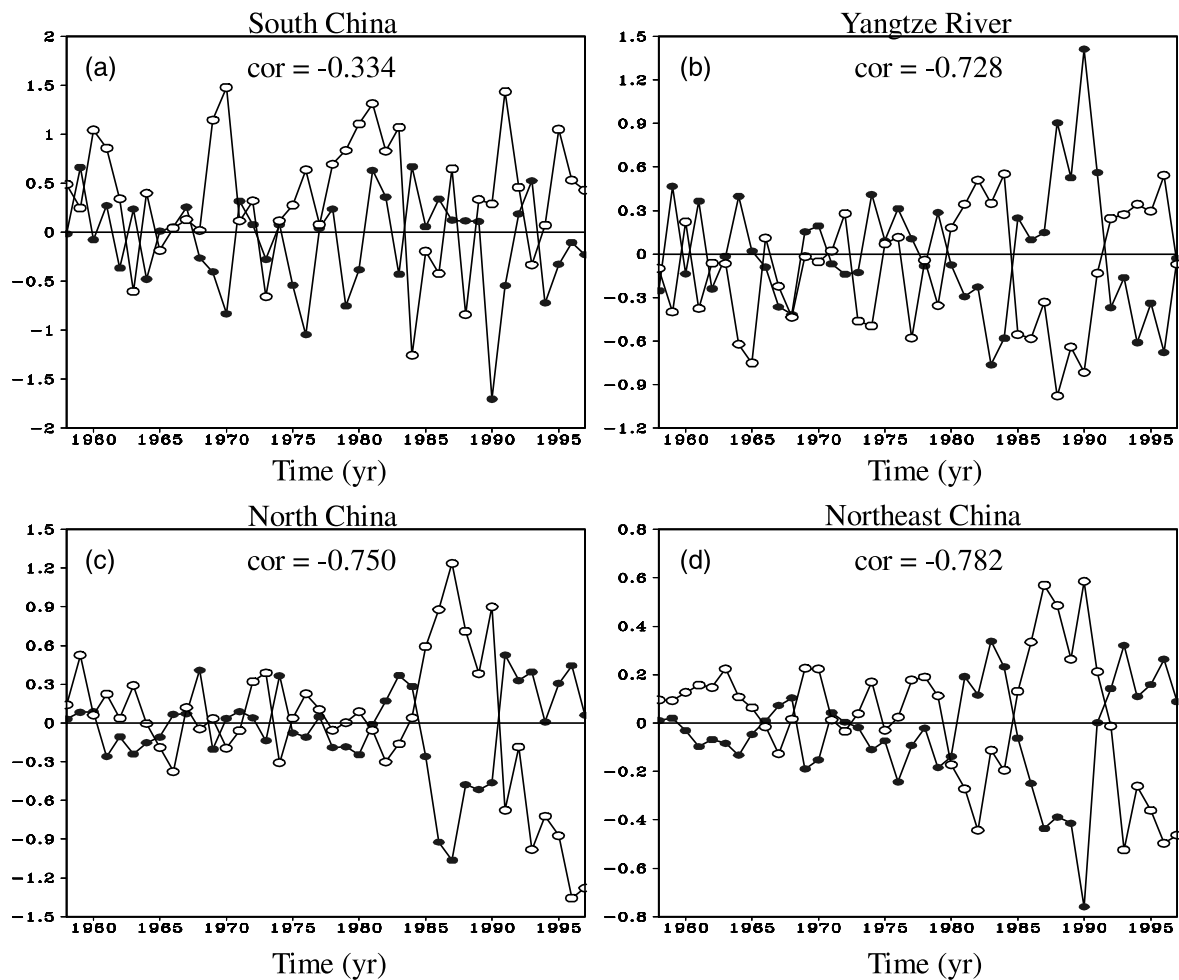 South China
(a)
cor = -0.334
2
1.5
1
0.5
0
−0.5
−1
−1.5
−2
1960 1965 1970 1975 1980 1985 1990 1995
Time (yr)
Yangtze River
(b)
cor = -0.728
1.5
1.2
0.9
0.6
0.3
0
−0.3
−0.6
−0.9
−1.2
1960 1965 1970 1975 1980 1985 1990 1995
Time (yr)
North China
(c)
cor = -0.750
1.5
1.2
0.9
0.6
0.3
0
−0.3
−0.6
−0.9
−1.2
−1.5
1960 1965 1970 1975 1980 1985 1990 1995
Time (yr)
Northeast China
(d)
cor = -0.782
0.8
0.6
0.4
0.2
0
−0.2
−0.4
−0.6
−0.8
1960 1965 1970 1975 1980 1985 1990 1995
Time (yr)